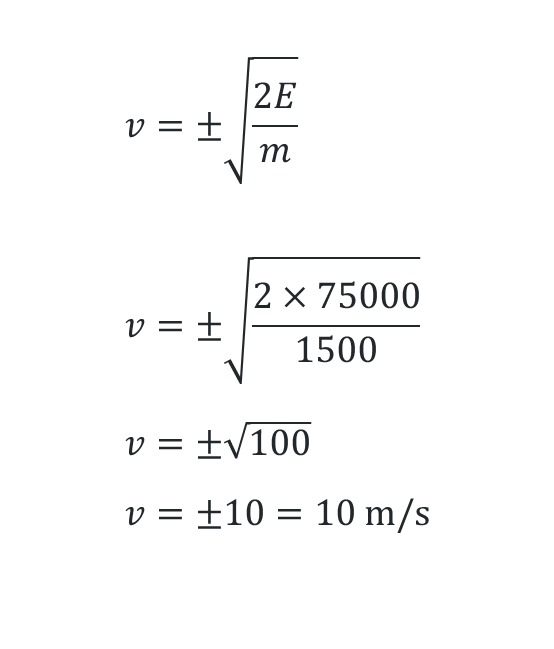 v = ±√(2E/m)
v = ±√(2 × 75000/1500)
v = ±√100
v = ±10 = 10 m/s